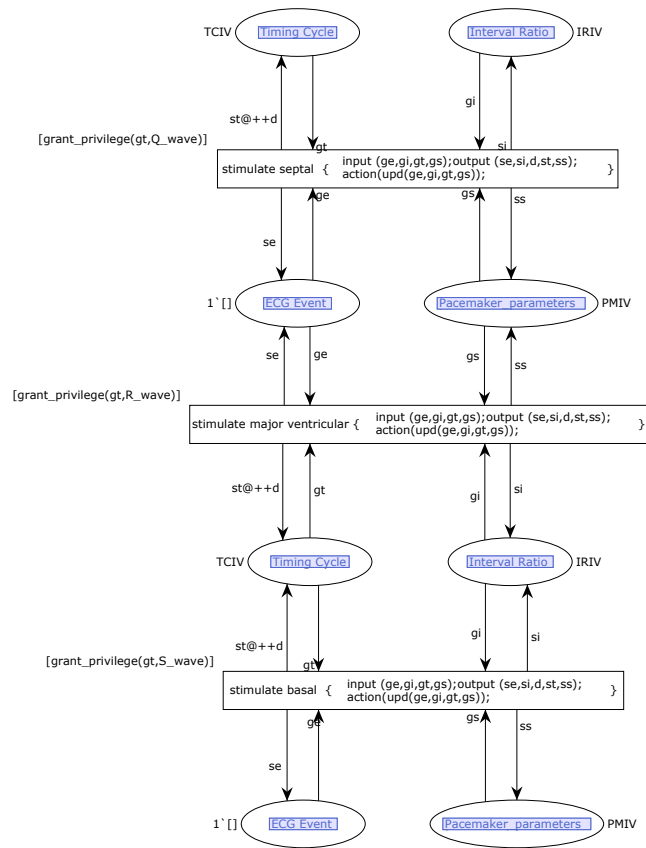 TCIV Timing Cycle Interval Ratio IRIV
gi
st@++d
[grant_privilege(gt,Q_wave)]
gt si
stimulate septal { input (ge,gi,gt,gs);output (se,si,d,st,ss); }
action(upd(ge,gi,gt,gs));
ge gs ss
se
1`[] ECG Event Pacemaker_parameters PMIV
se ge gs ss
[grant_privilege(gt,R_wave)]
stimulate major ventricular { input (ge,gi,gt,gs);output (se,si,d,st,ss); }
action(upd(ge,gi,gt,gs));
st@++d gt gi si
TCIV Timing Cycle Interval Ratio IRIV
gi si
st@++d
[grant_privilege(gt,S_wave)]
gt
stimulate basal { input (ge,gi,gt,gs);output (se,si,d,st,ss); }
action(upd(ge,gi,gt,gs));
ge gs ss
se
1`[] ECG Event Pacemaker_parameters PMIV